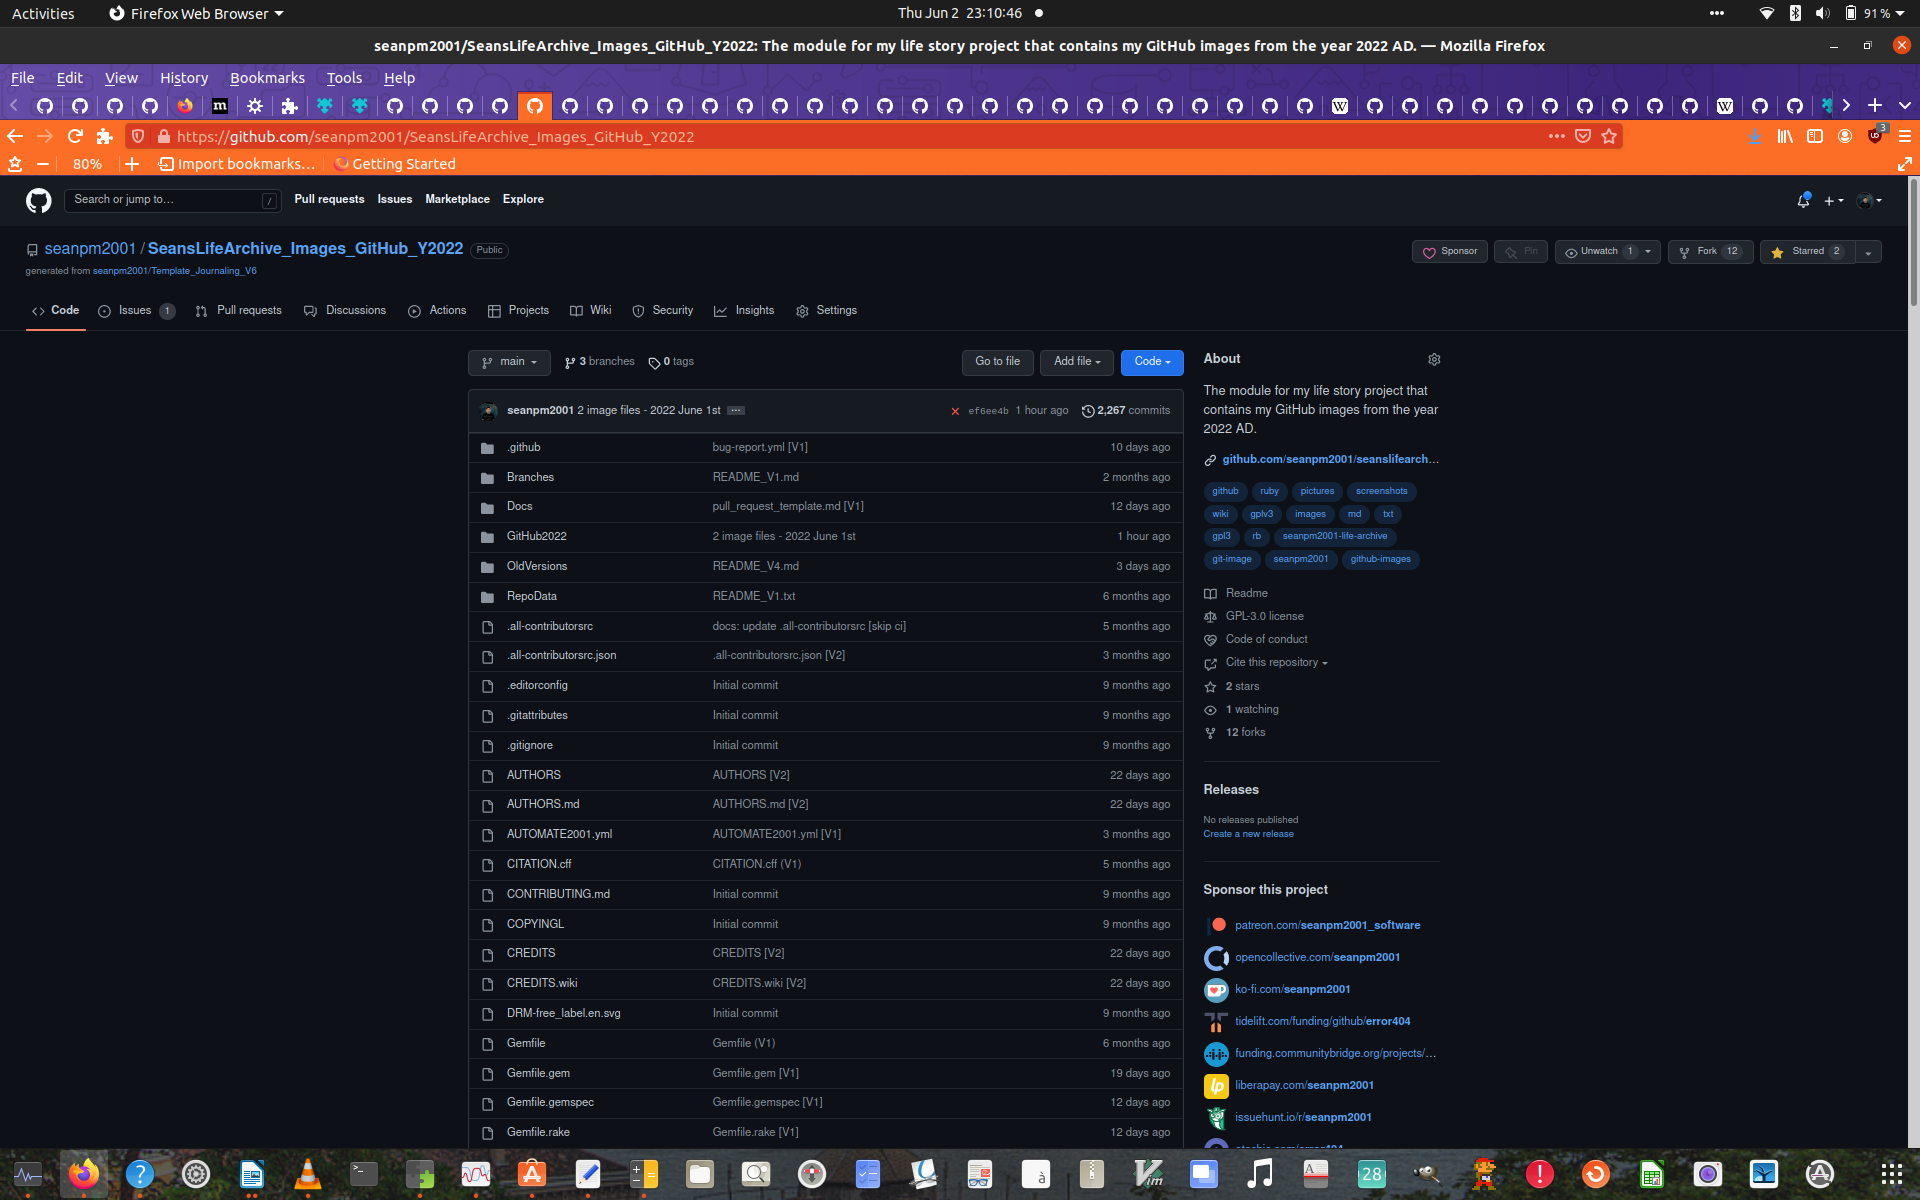 Activities
Firefox Web Browser
Thu Jun 2 23:10:46
91 %
seanpm2001/SeansLifeArchive_Images_GitHub_Y2022: The module for my life story project that contains my GitHub images from the year 2022 AD. — Mozilla Firefox
File Edit View History Bookmarks Tools Help
https://github.com/seanpm2001/SeansLifeArchive_Images_GitHub_Y2022
3
80%
Import bookmarks…
Getting Started
Search or jump to…
/
Pull requests Issues Marketplace Explore
seanpm2001 / SeansLifeArchive_Images_GitHub_Y2022 Public
Sponsor
Pin
Unwatch 1
Fork 12
Starred 2
generated from seanpm2001/Template_Journaling_V6
Code
Issues 1
Pull requests
Discussions
Actions
Projects
Wiki
Security
Insights
Settings
main
3 branches
0 tags
Go to file
Add file
Code
seanpm2001 2 image files - 2022 June 1st
ef6ee4b 1 hour ago
2,267 commits
.github bug-report.yml [V1] 10 days ago
Branches README_V1.md 2 months ago
Docs pull_request_template.md [V1] 12 days ago
GitHub2022 2 image files - 2022 June 1st 1 hour ago
OldVersions README_V4.md 3 days ago
RepoData README_V1.txt 6 months ago
.all-contributorsrc docs: update .all-contributorsrc [skip ci] 5 months ago
.all-contributorsrc.json .all-contributorsrc.json [V2] 3 months ago
.editorconfig Initial commit 9 months ago
.gitattributes Initial commit 9 months ago
.gitignore Initial commit 9 months ago
AUTHORS AUTHORS [V2] 22 days ago
AUTHORS.md AUTHORS.md [V2] 22 days ago
AUTOMATE2001.yml AUTOMATE2001.yml [V1] 3 months ago
CITATION.cff CITATION.cff (V1) 5 months ago
CONTRIBUTING.md Initial commit 9 months ago
COPYINGL Initial commit 9 months ago
CREDITS CREDITS [V2] 22 days ago
CREDITS.wiki CREDITS.wiki [V2] 22 days ago
DRM-free_label.en.svg Initial commit 9 months ago
Gemfile Gemfile (V1) 6 months ago
Gemfile.gem Gemfile.gem [V1] 19 days ago
Gemfile.gemspec Gemfile.gemspec [V1] 12 days ago
Gemfile.rake Gemfile.rake [V1] 12 days ago
About
The module for my life story project that
contains my GitHub images from the year
2022 AD.
github.com/seanpm2001/seanslifearch…
github ruby pictures screenshots
wiki gplv3 images md txt
gpl3 rb seanpm2001-life-archive
git-image seanpm2001 github-images
Readme
GPL-3.0 license
Code of conduct
Cite this repository
2 stars
1 watching
12 forks
Releases
No releases published
Create a new release
Sponsor this project
patreon.com/seanpm2001_software
opencollective.com/seanpm2001
ko-fi.com/seanpm2001
tidelift.com/funding/github/error404
funding.communitybridge.org/projects/…
liberapay.com/seanpm2001
issuehunt.io/r/seanpm2001
28